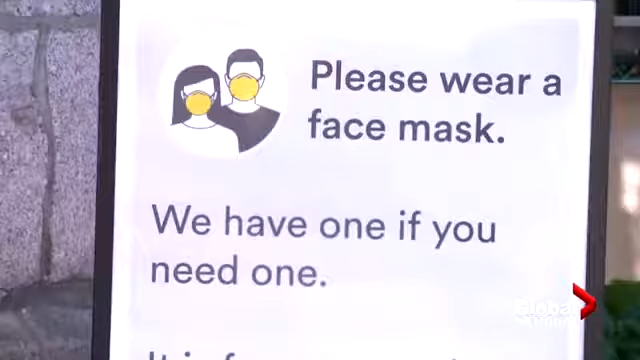 Please wear a
face mask.
We have one if you
need one.
Global